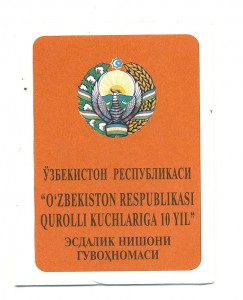 ЎЗБЕКИСТОН РЕСПУБЛИКАСИ
“O‘ZBEKISTON RESPUBLIKASI
QUROLLI KUCHLARIGA 10 YIL”
ЭСДАЛИК НИШОНИ
ГУВОҲНОМАСИ